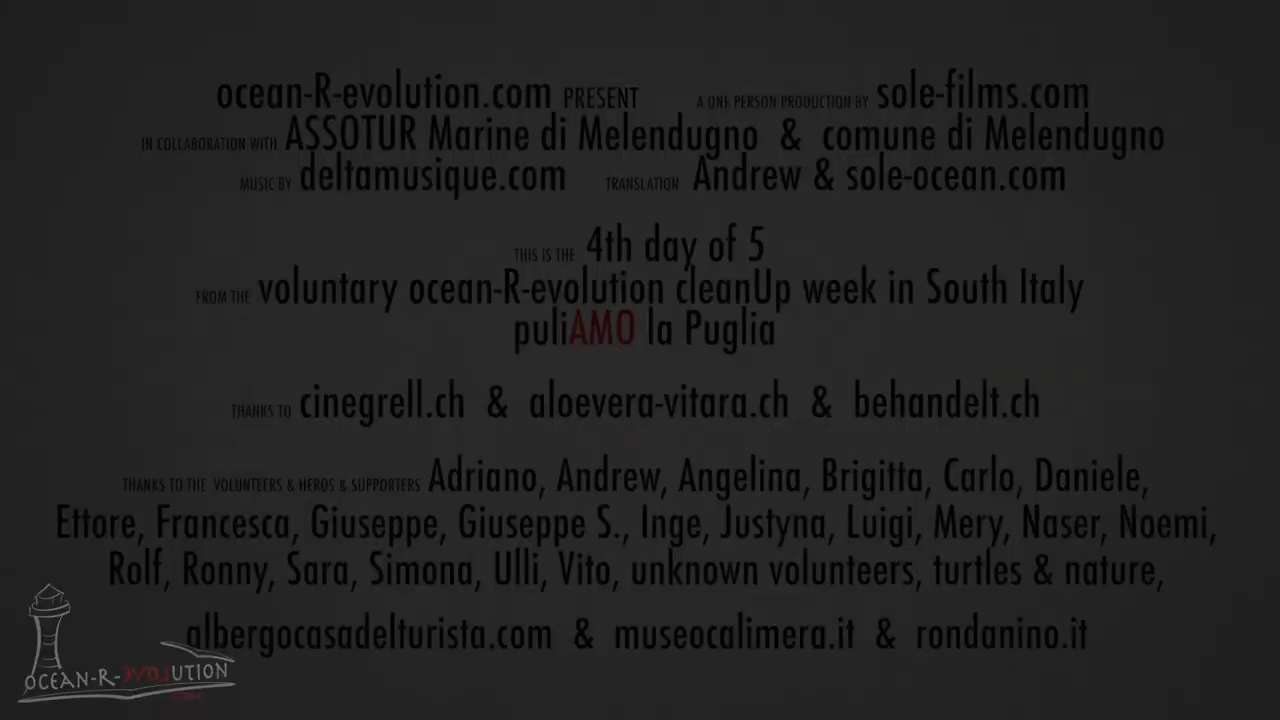 ocean-R-evolution.com PRESENT A ONE PERSON PRODUCTION BY sole-films.com
IN COLLABORATION WITH ASSOTUR Marine di Melendugno & comune di Melendugno
MUSIC BY deltamusique.com TRANSLATION Andrew & sole-ocean.com
THIS IS THE 4th day of 5
FROM THE voluntary ocean-R-evolution cleanUp week in South Italy
puliAMO la Puglia
THANKS TO cinegrell.ch & aloevera-vitara.ch & behandelt.ch
THANKS TO THE VOLUNTEERS & HEROS & SUPPORTERS Adriano, Andrew, Angelina, Brigitta, Carlo, Daniele,
Ettore, Francesca, Giuseppe, Giuseppe S., Inge, Justyna, Luigi, Mery, Naser, Noemi,
Rolf, Ronny, Sara, Simona, Ulli, Vito, unknown volunteers, turtles & nature,
albergocasadelturista.com & museocalimera.it & rondanino.it
OCEAN-R-EVOLUTION